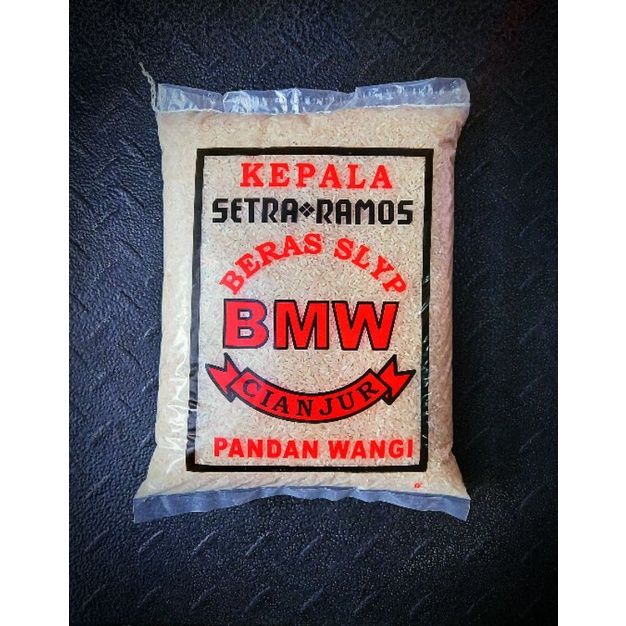 KEPALA
SETRA❖RAMOS
BERAS SLYP
BMW
CIANJUR
PANDAN WANGI